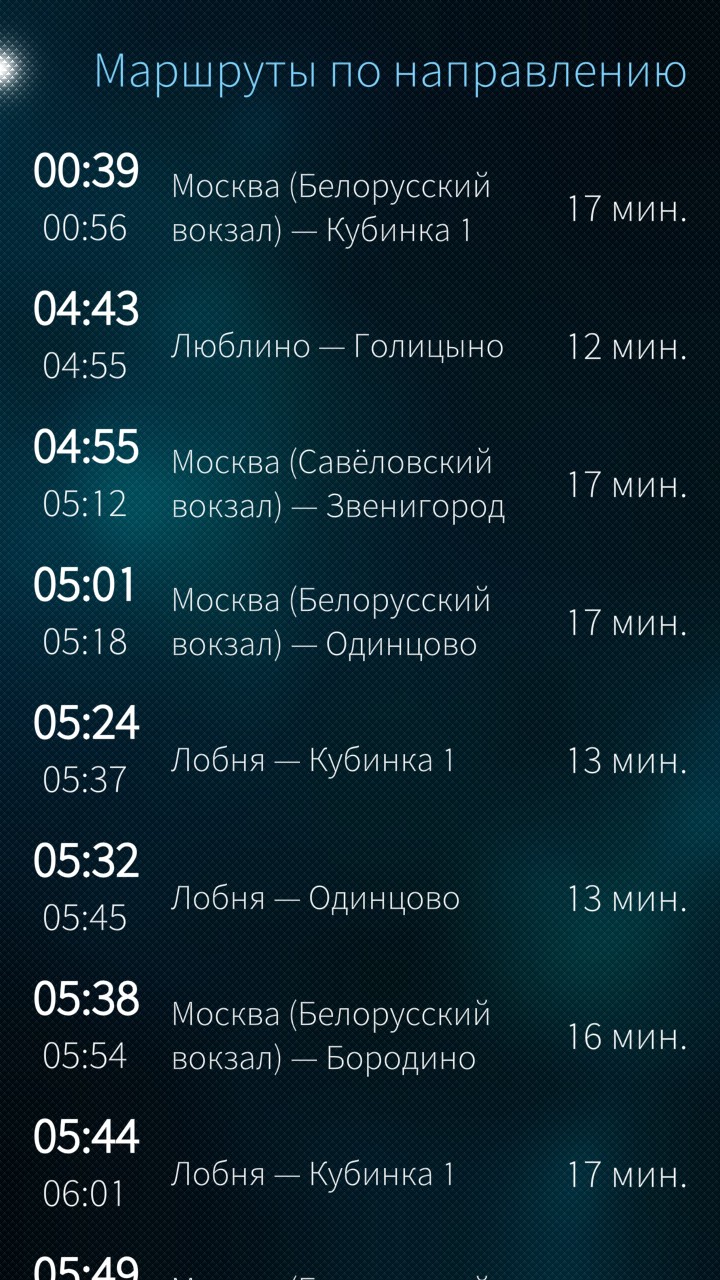 Маршруты по направлению
00:39
00:56
Москва (Белорусский
вокзал) — Кубинка 1
17 мин.
04:43
04:55
Люблино — Голицыно
12 мин.
04:55
05:12
Москва (Савёловский
вокзал) — Звенигород
17 мин.
05:01
05:18
Москва (Белорусский
вокзал) — Одинцово
17 мин.
05:24
05:37
Лобня — Кубинка 1
13 мин.
05:32
05:45
Лобня — Одинцово
13 мин.
05:38
05:54
Москва (Белорусский
вокзал) — Бородино
16 мин.
05:44
06:01
Лобня — Кубинка 1
17 мин.
05:49